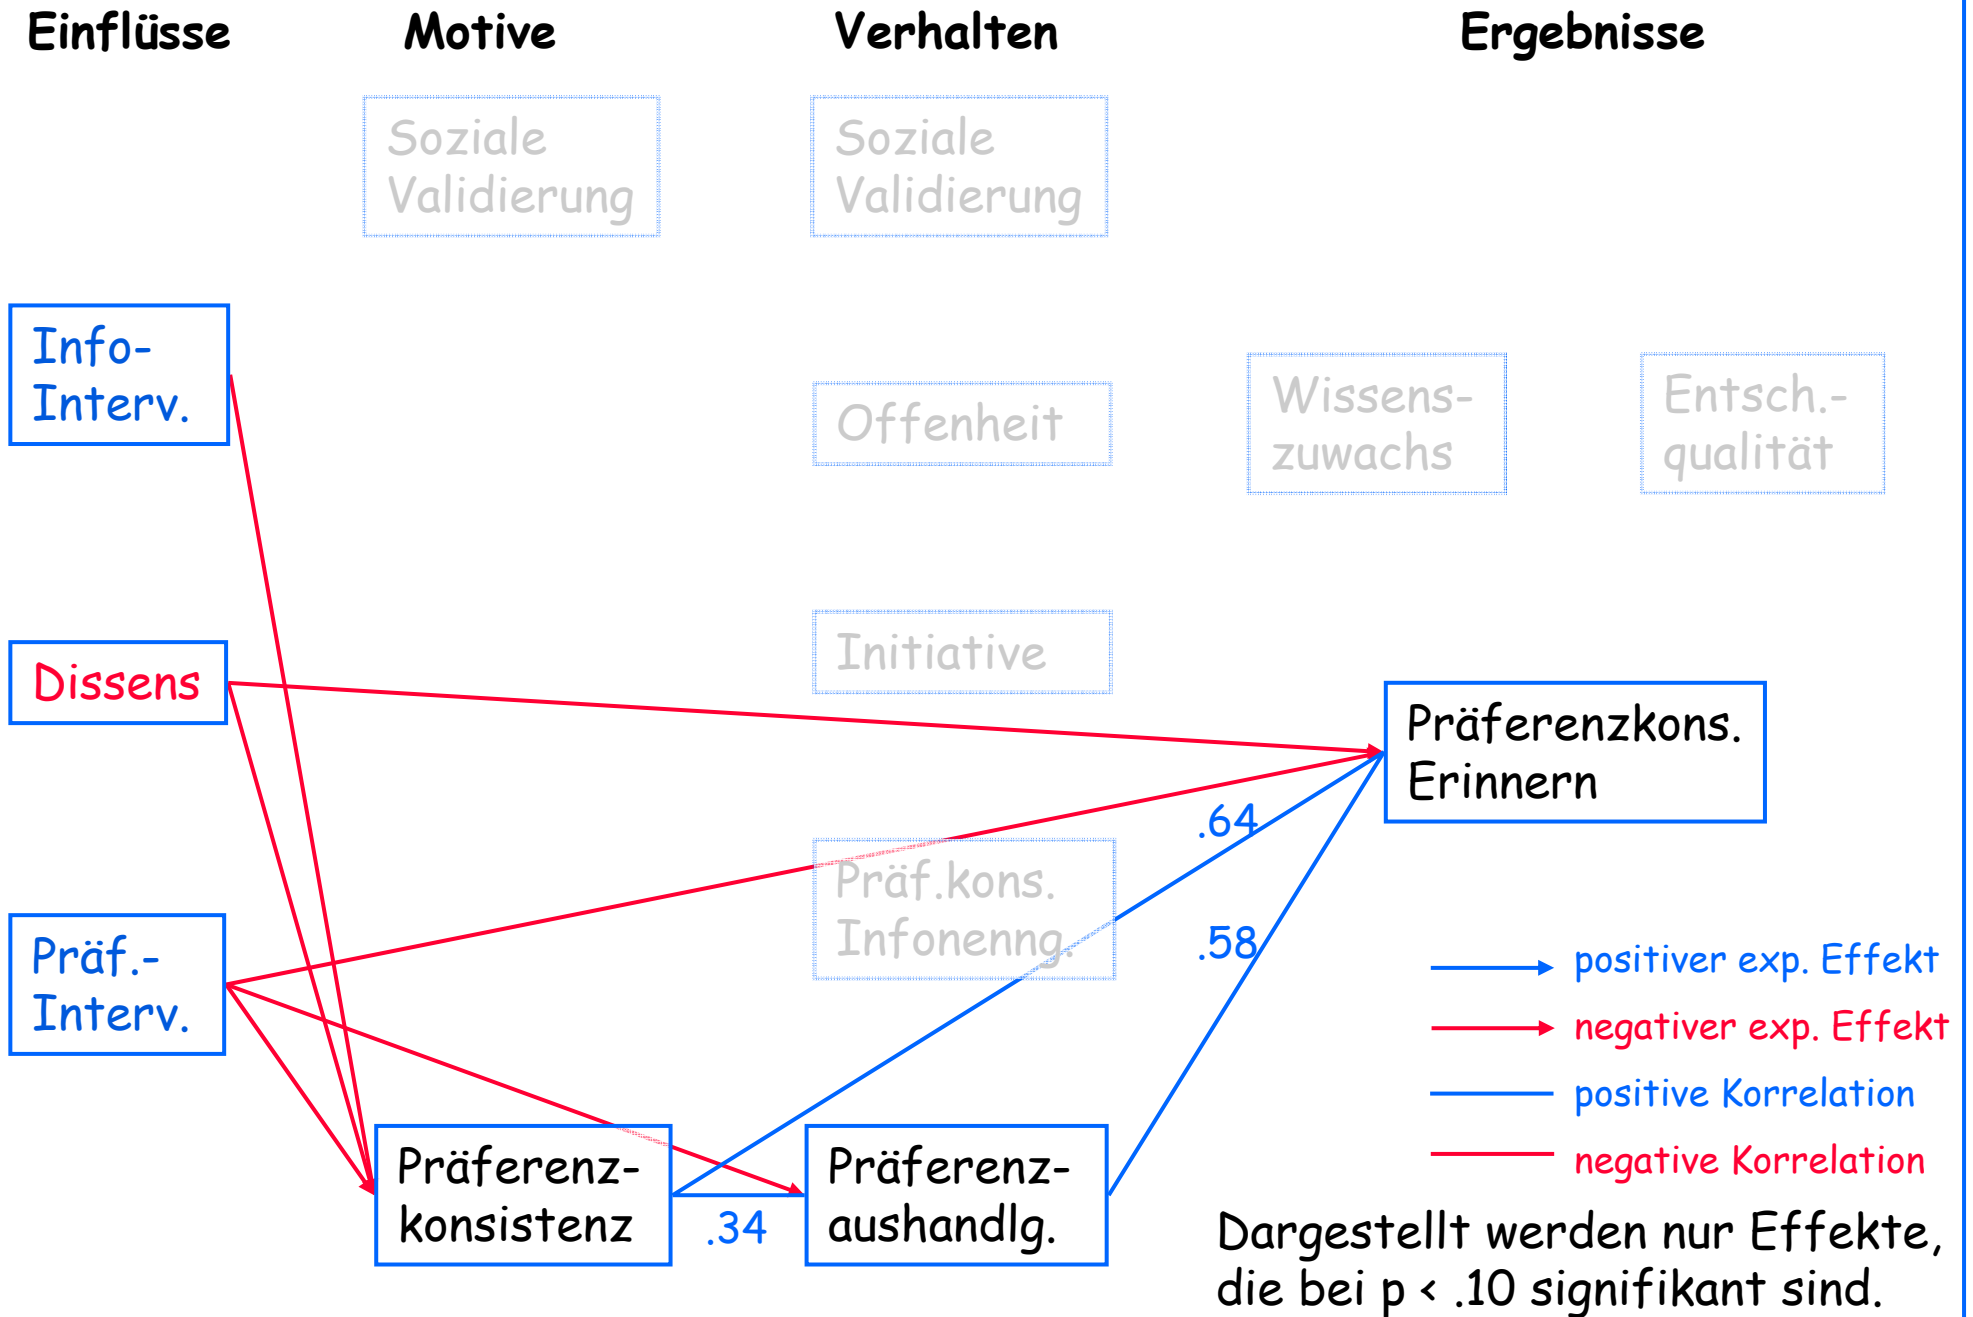 Einflüsse
Motive
Verhalten
Ergebnisse
Soziale
Validierung
Soziale
Validierung
Info-
Interv.
Offenheit
Wissens-
zuwachs
Entsch.-
qualität
Dissens
Initiative
Präferenzkons.
Erinnern
.64
Präf.kons.
Infonenng.
.58
Präf.-
Interv.
positiver exp. Effekt
negativer exp. Effekt
positive Korrelation
negative Korrelation
Präferenz-
konsistenz
.34
Präferenz-
aushandlg.
Dargestellt werden nur Effekte,
die bei p < .10 signifikant sind.